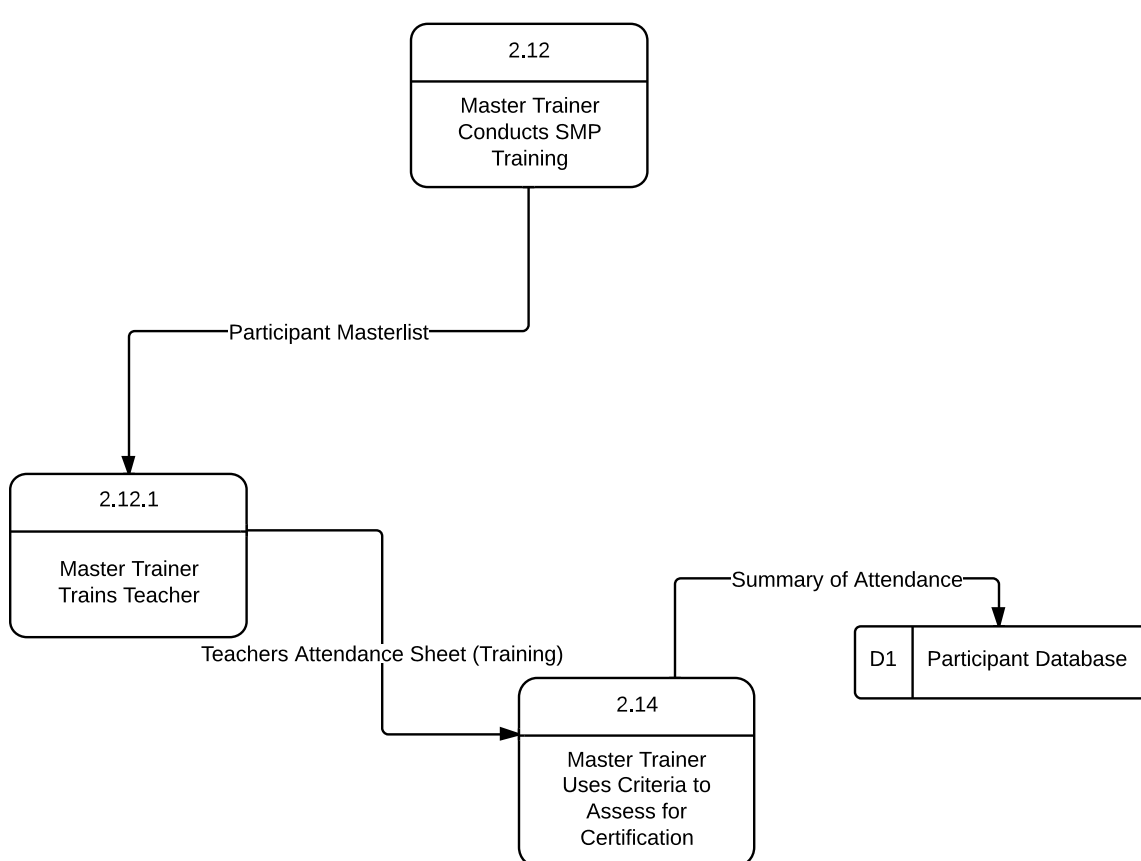 2.12
Master Trainer
Conducts SMP
Training
Participant Masterlist
2.12.1
Master Trainer
Trains Teacher
Summary of Attendance
D1
Participant Database
Teachers Attendance Sheet (Training)
2.14
Master Trainer
Uses Criteria to
Assess for
Certification